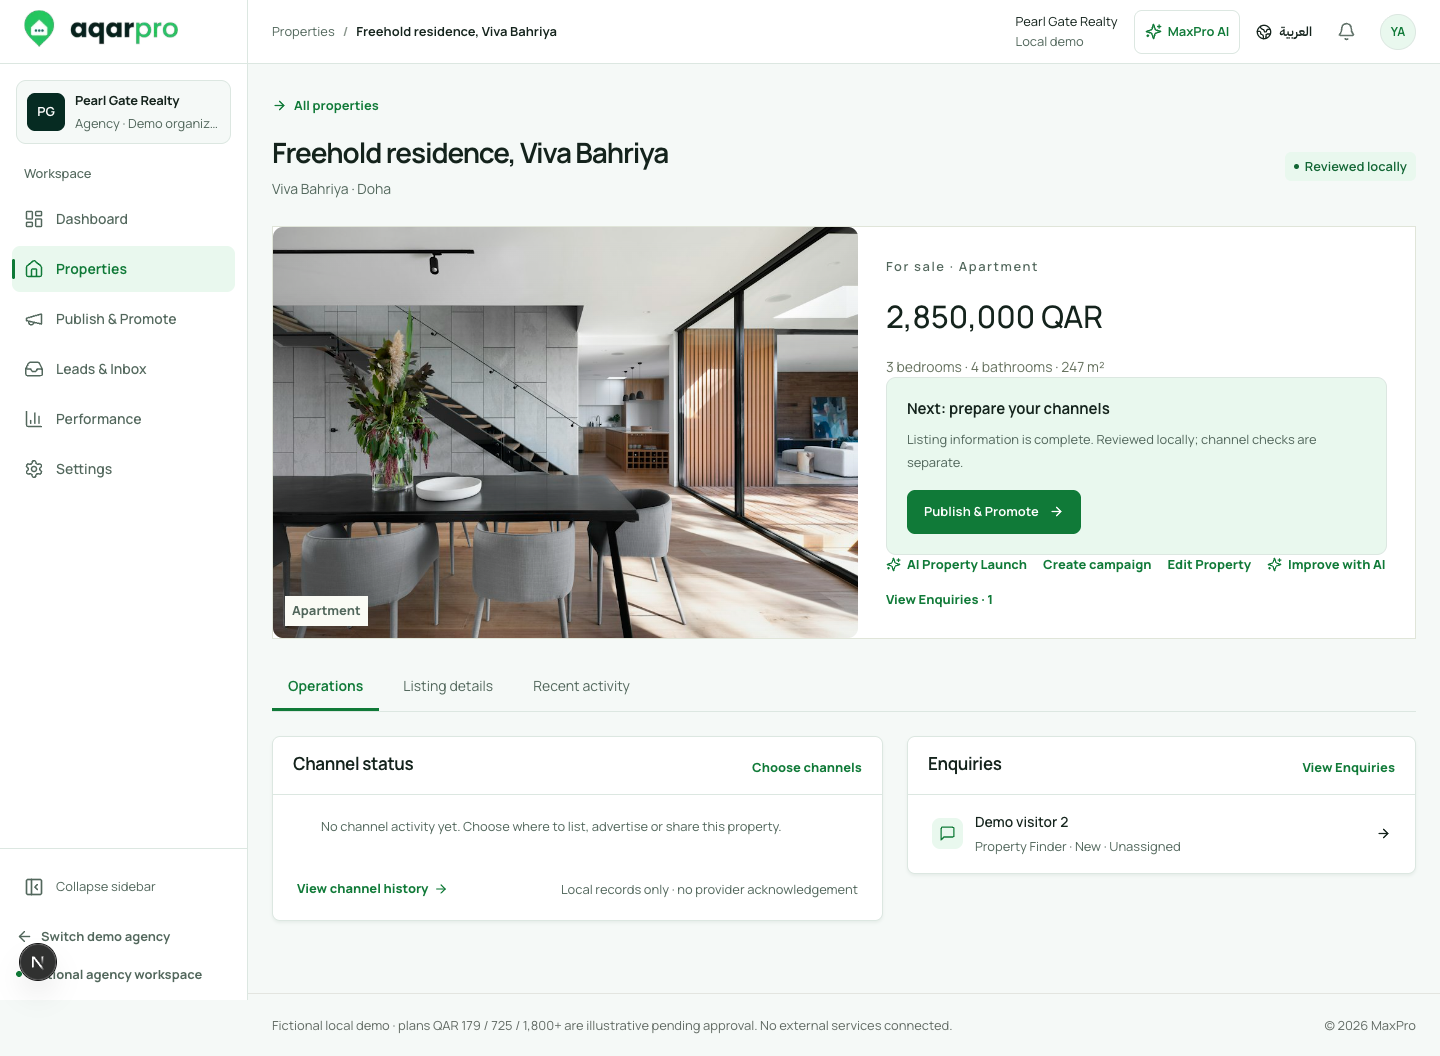 aqarpro
Properties / Freehold residence, Viva Bahriya
Pearl Gate Realty
Local demo
MaxPro AI
العربية
YA
PG
Pearl Gate Realty
Agency · Demo organiz...
Workspace
Dashboard
Properties
Publish & Promote
Leads & Inbox
Performance
Settings
Collapse sidebar
Switch demo agency
N
tional agency workspace
All properties
Freehold residence, Viva Bahriya
Viva Bahriya · Doha
Reviewed locally
Apartment
For sale · Apartment
2,850,000 QAR
3 bedrooms · 4 bathrooms · 247 m²
Next: prepare your channels
Listing information is complete. Reviewed locally; channel checks are
separate.
Publish & Promote
AI Property Launch Create campaign Edit Property Improve with AI
View Enquiries · 1
Operations Listing details Recent activity
Channel status
Choose channels
No channel activity yet. Choose where to list, advertise or share this property.
View channel history
Local records only · no provider acknowledgement
Enquiries
View Enquiries
Demo visitor 2
Property Finder · New · Unassigned
Fictional local demo · plans QAR 179 / 725 / 1,800+ are illustrative pending approval. No external services connected.
© 2026 MaxPro